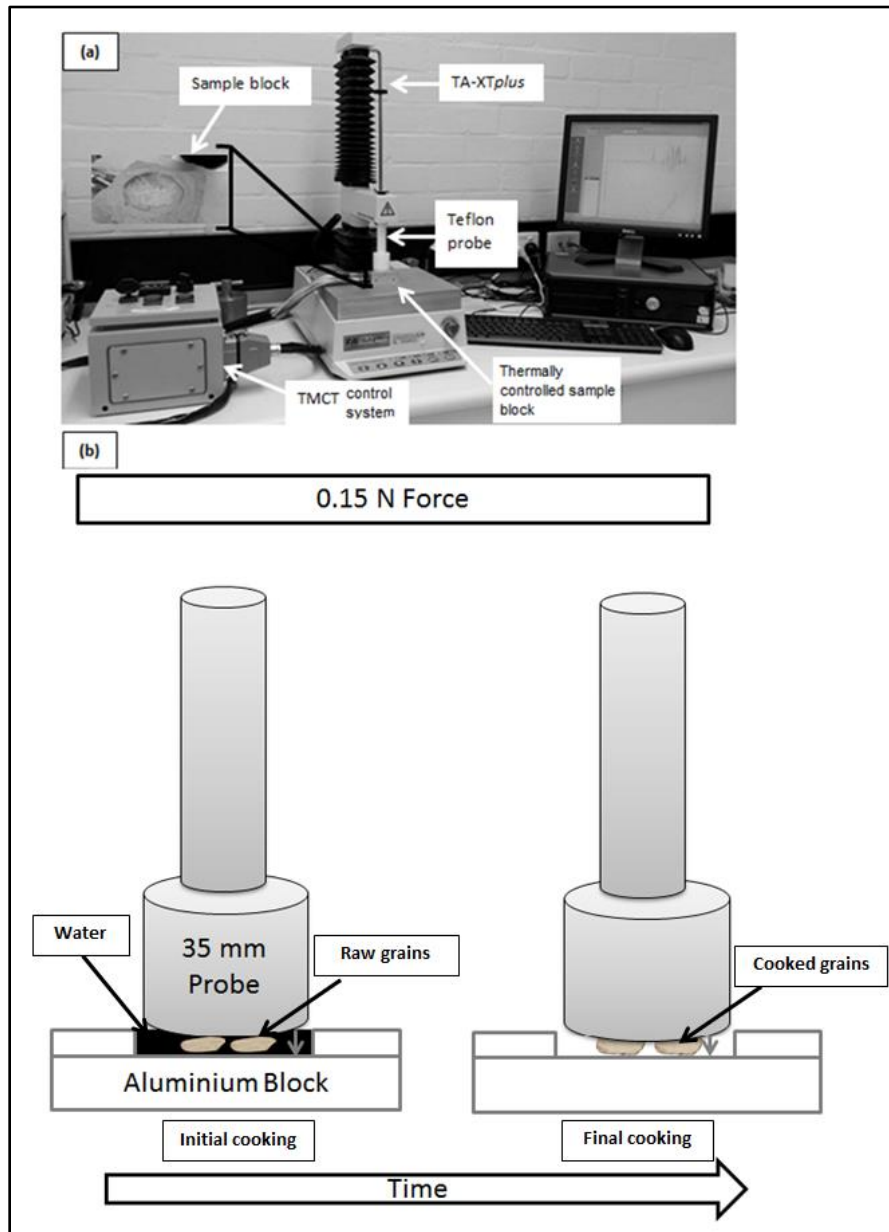 (a)
Sample block
TA-XTplus
Teflon
probe
TMCT control
system
Thermally
controlled sample
block
(b)
0.15 N Force
Water
35 mm
Probe
Raw grains
Cooked grains
Aluminium Block
Initial cooking
Final cooking
Time